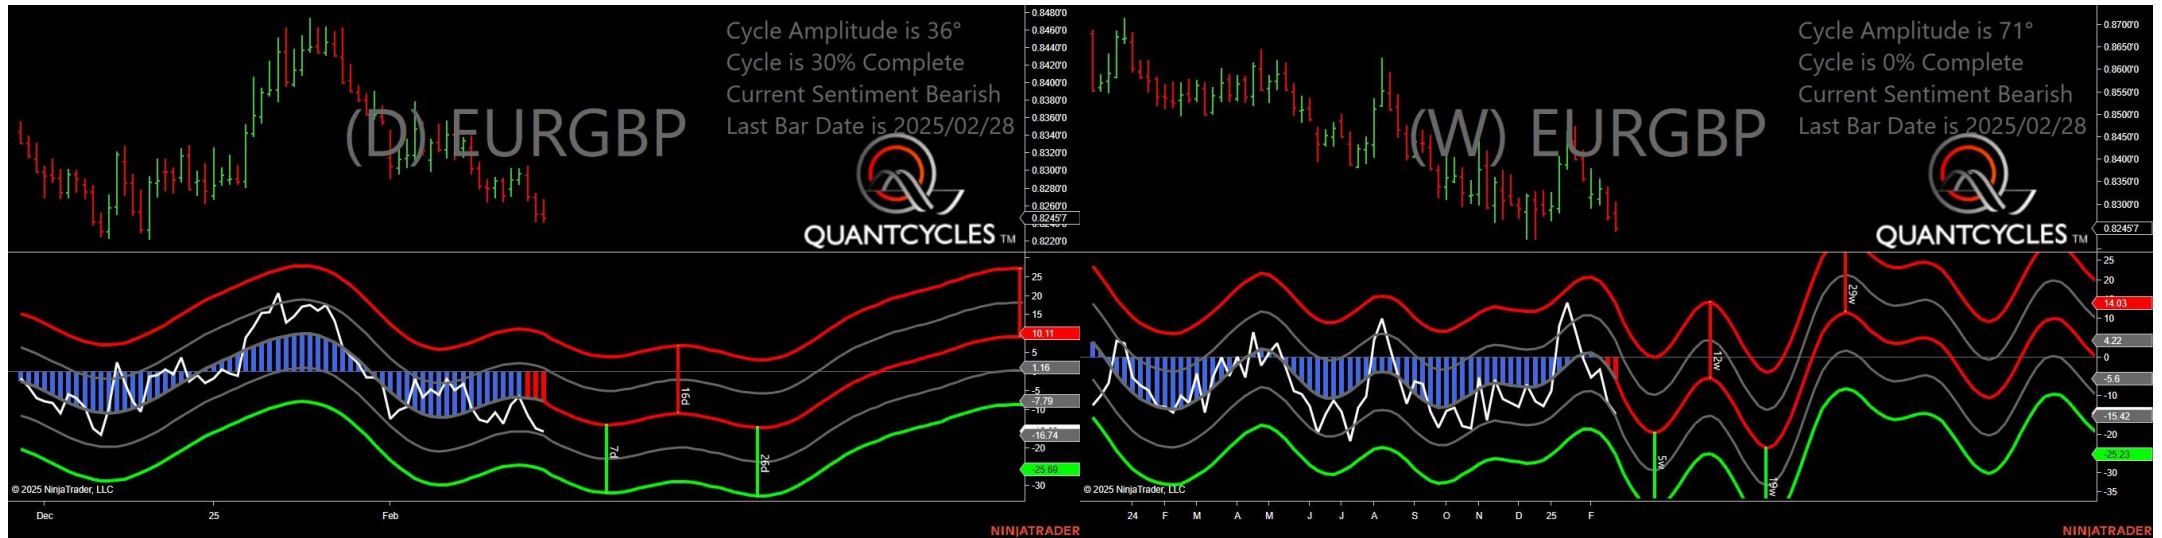 Cycle Amplitude is 36°
Cycle is 30% Complete
Current Sentiment Bearish
Last Bar Date is 2025/02/28
(D) EURGBP
QUANTCYCLES TM
0.8480'0
0.8460'0
0.8440'0
0.8420'0
0.8400'0
0.8380'0
0.8360'0
0.8340'0
0.8320'0
0.8300'0
0.8280'0
0.8260'0
0.8245'7
0.8220'0
25
20
15
10.11
5
1.16
-5
-7.79
-10
-16.74
-20
-25.69
-30
7d
16d
26d
© 2025 NinjaTrader, LLC
Dec 25 Feb
NINJATRADER
Cycle Amplitude is 71°
Cycle is 0% Complete
Current Sentiment Bearish
Last Bar Date is 2025/02/28
(W) EURGBP
QUANTCYCLES TM
0.8700'0
0.8650'0
0.8600'0
0.8550'0
0.8500'0
0.8450'0
0.8400'0
0.8350'0
0.8300'0
0.8245'7
25
20
14.03
10
4.22
0
-5.6
-10
-15.42
-20
-25.23
-30
-35
5w
12w
19w
29w
© 2025 NinjaTrader, LLC
24 F M A M J J A S O N D 25 F
NINJATRADER